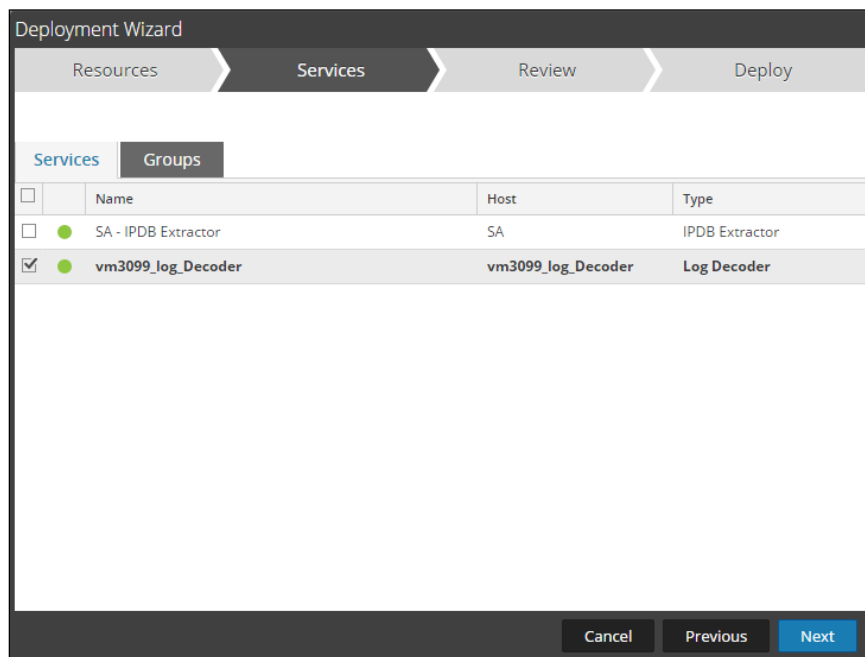 Deployment Wizard
Resources Services Review Deploy
Services Groups
Name Host Type
SA - IPDB Extractor SA IPDB Extractor
vm3099_log_Decoder vm3099_log_Decoder Log Decoder
Cancel Previous Next